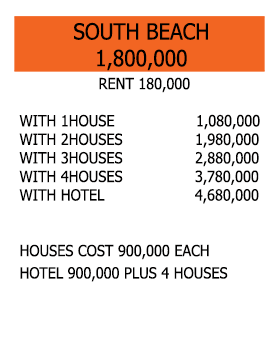 SOUTH BEACH
1,800,000
RENT 180,000
WITH 1HOUSE 1,080,000
WITH 2HOUSES 1,980,000
WITH 3HOUSES 2,880,000
WITH 4HOUSES 3,780,000
WITH HOTEL 4,680,000
HOUSES COST 900,000 EACH
HOTEL 900,000 PLUS 4 HOUSES